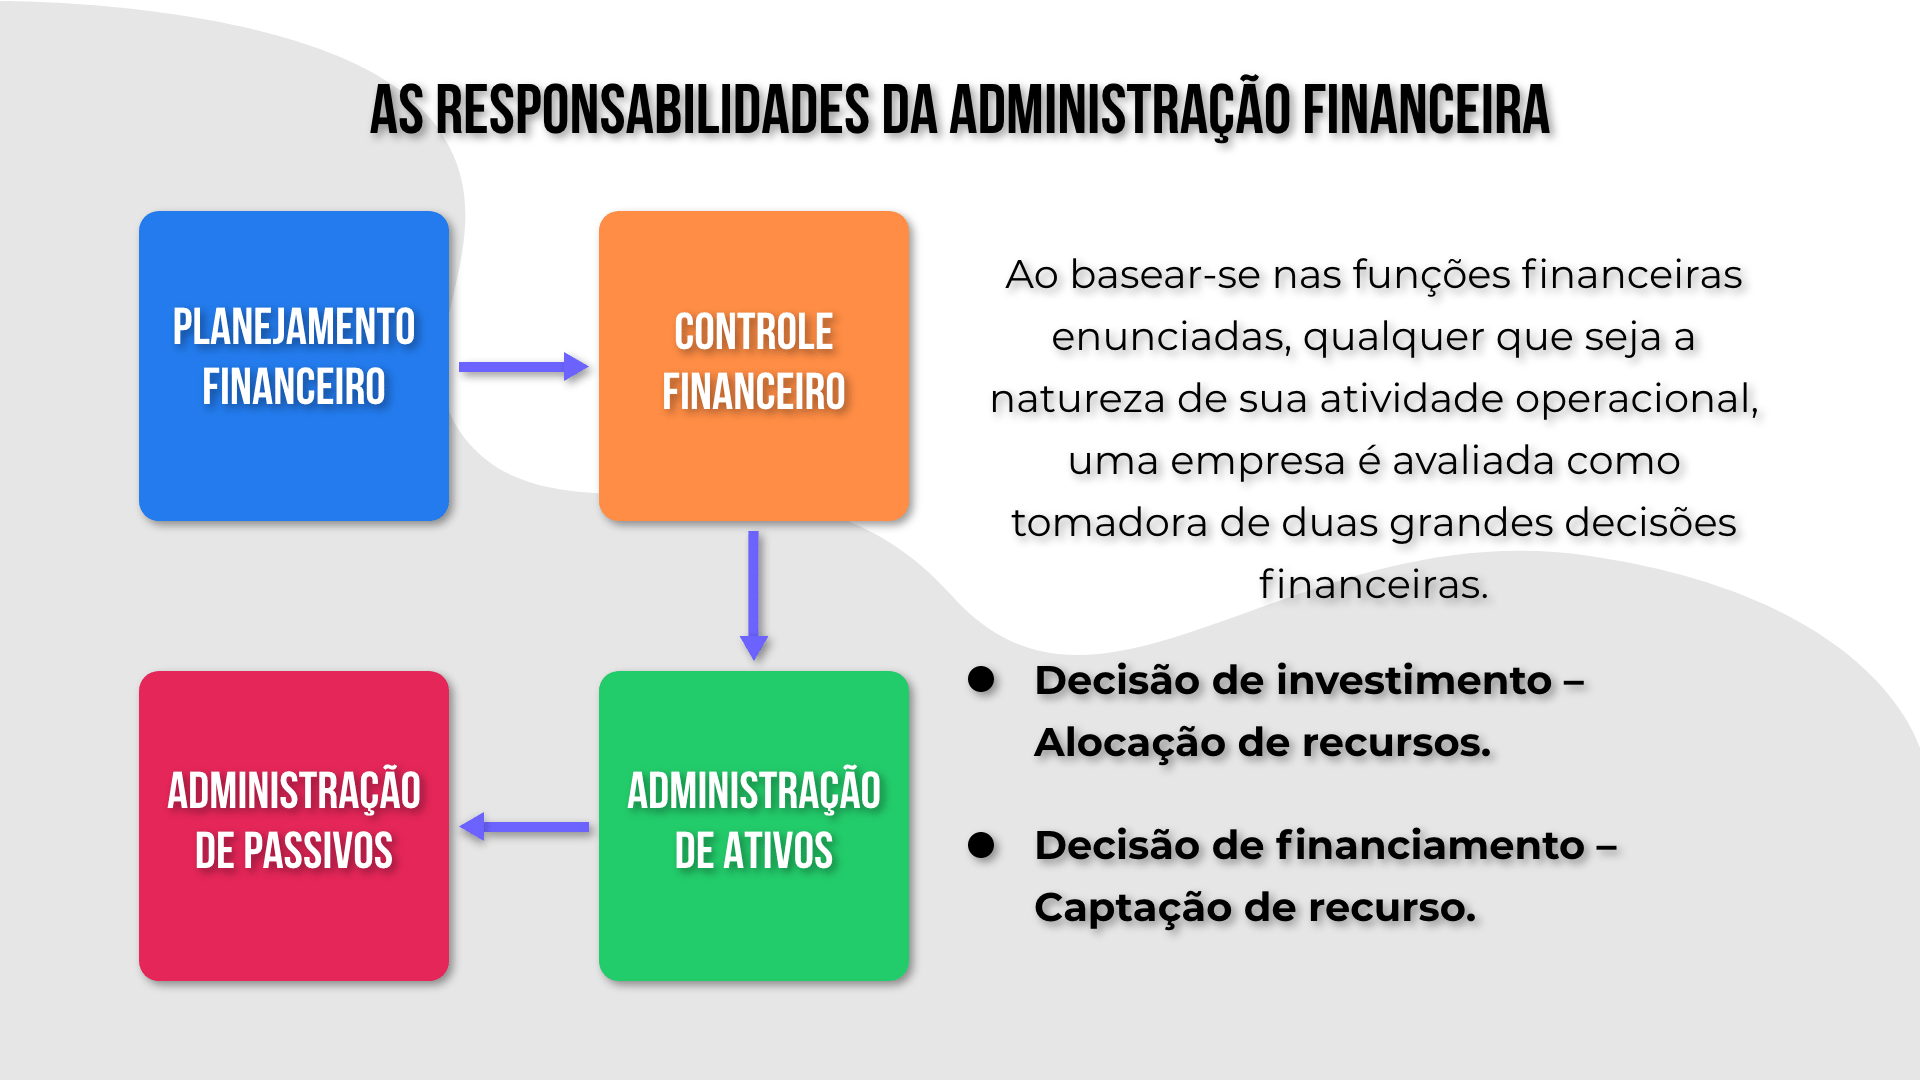 AS RESPONSABILIDADES DA ADMINISTRAÇÃO FINANCEIRA
PLANEJAMENTO
FINANCEIRO
CONTROLE
FINANCEIRO
ADMINISTRAÇÃO
DE ATIVOS
ADMINISTRAÇÃO
DE PASSIVOS
Ao basear-se nas funções financeiras
enunciadas, qualquer que seja a
natureza de sua atividade operacional,
uma empresa é avaliada como
tomadora de duas grandes decisões
financeiras.
● Decisão de investimento –
Alocação de recursos.
● Decisão de financiamento –
Captação de recurso.